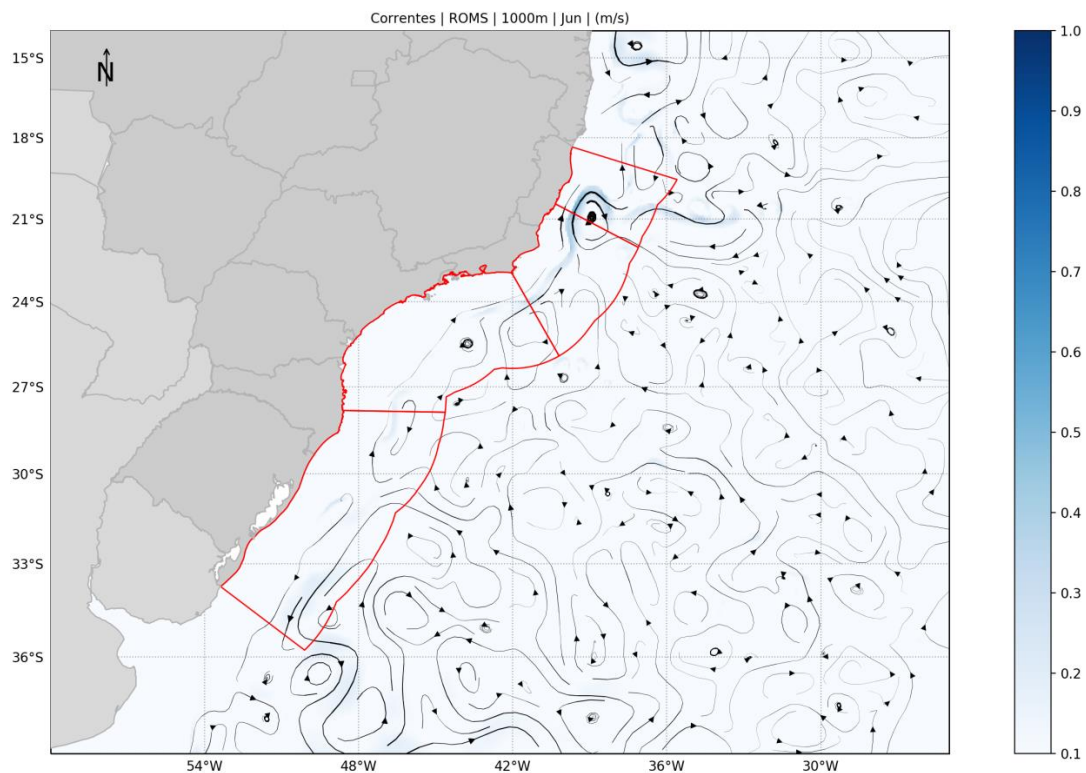 Correntes | ROMS | 1000m | Jun | (m/s)
N
15°S
18°S
21°S
24°S
27°S
30°S
33°S
36°S
54°W
48°W
42°W
36°W
30°W
1.0
0.9
0.8
0.7
0.6
0.5
0.4
0.3
0.2
0.1